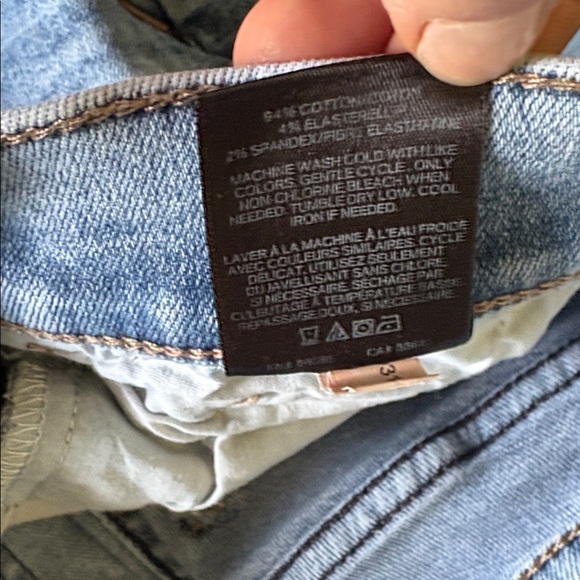 94% COTTON/COTON
4% ELASTERELL-P
2% SPANDEX/FIBRE ELASTHANNE
MACHINE WASH COLD WITH LIKE
COLORS, GENTLE CYCLE. ONLY
NON-CHLORINE BLEACH WHEN
NEEDED. TUMBLE DRY LOW. COOL
IRON IF NEEDED.
LAVER À LA MACHINE À L'EAU FROIDE
AVEC COULEURS SIMILAIRES. CYCLE
DÉLICAT. UTILISEZ SEULEMENT
DU JAVELLISANT SANS CHLORE
SI NÉCESSAIRE. SÉCHAGE PAR
CULBUTAGE À TEMPÉRATURE BASSE.
REPASSAGE DOUX, SI NÉCESSAIRE.
CA#